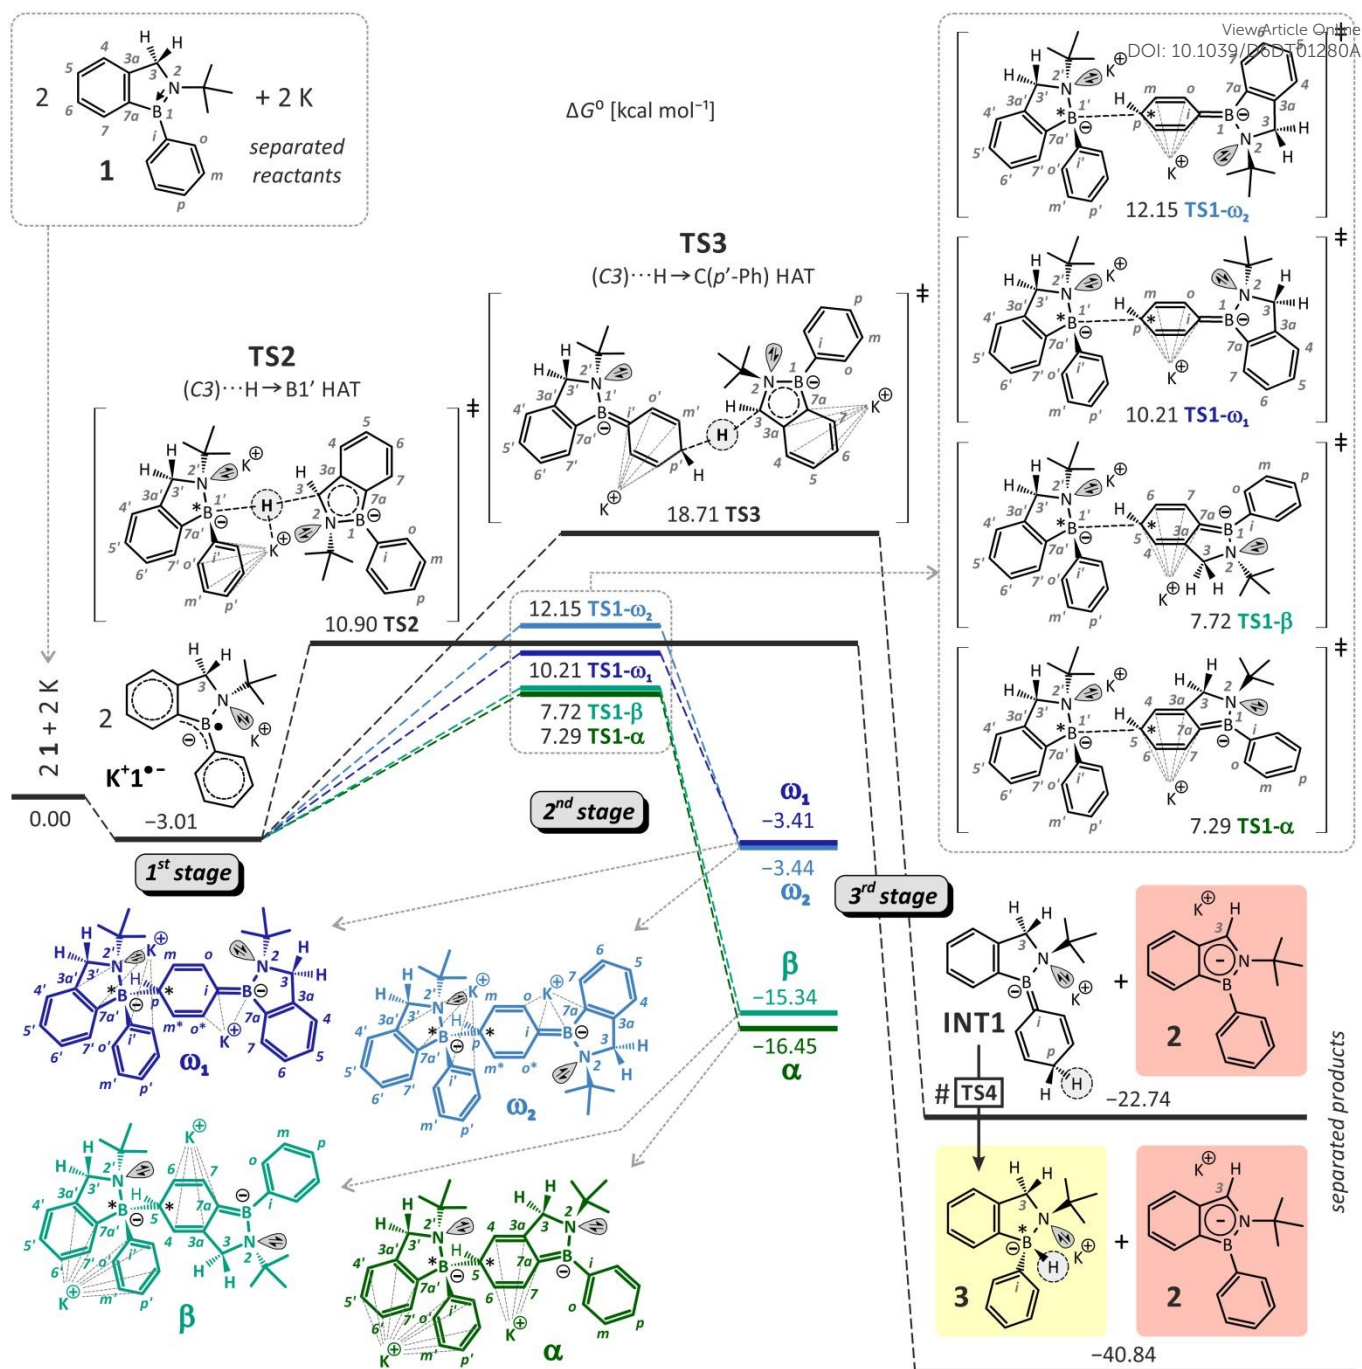 View Article Online
DOI: 10.1039/D6DT01280A
2
1
+ 2 K
separated
reactants
ΔG⁰ [kcal mol⁻¹]
12.15 TS1-ω₂
10.21 TS1-ω₁
7.72 TS1-β
7.29 TS1-α
TS3
(C3)···H→C(p′-Ph) HAT
18.71 TS3
TS2
(C3)···H→B1′ HAT
10.90 TS2
12.15 TS1-ω₂
10.21 TS1-ω₁
7.72 TS1-β
7.29 TS1-α
2 1 + 2 K
0.00
2
K⁺1•−
−3.01
1st stage
2nd stage
3rd stage
ω₁
−3.41
−3.44
ω₂
β
−15.34
−16.45
α
ω₁
ω₂
β
α
INT1
+
2
# TS4
−22.74
separated products
3
+
2
−40.84